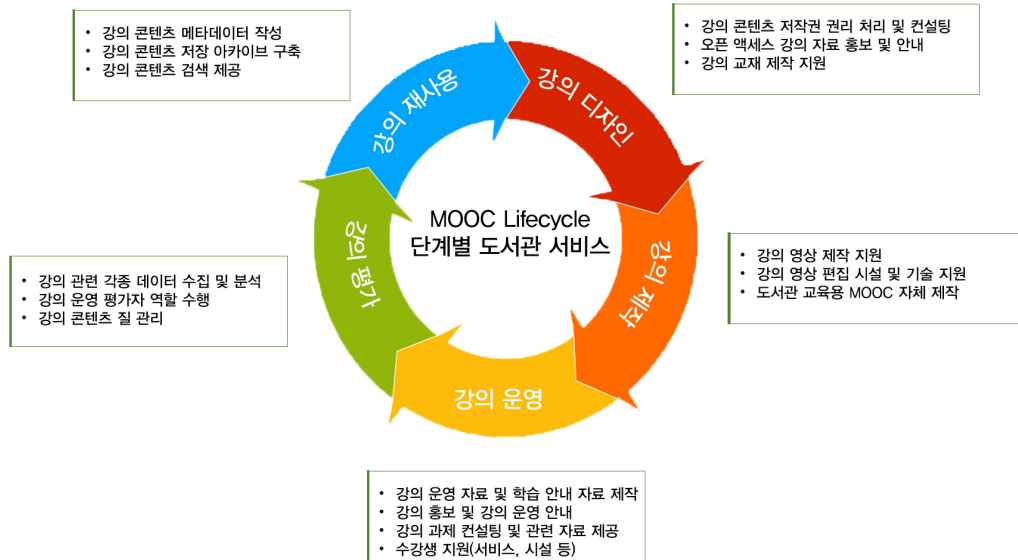 • 강의 콘텐츠 메타데이터 작성
• 강의 콘텐츠 저장 아카이브 구축
• 강의 콘텐츠 검색 제공
• 강의 콘텐츠 저작권 권리 처리 및 컨설팅
• 오픈 액세스 강의 자료 홍보 및 안내
• 강의 교재 제작 지원
강의 재사용
강의 디자인
MOOC Lifecycle
단계별 도서관 서비스
강의 평가
강의 제작
강의 운영
• 강의 관련 각종 데이터 수집 및 분석
• 강의 운영 평가자 역할 수행
• 강의 콘텐츠 질 관리
• 강의 영상 제작 지원
• 강의 영상 편집 시설 및 기술 지원
• 도서관 교육용 MOOC 자체 제작
• 강의 운영 자료 및 학습 안내 자료 제작
• 강의 홍보 및 강의 운영 안내
• 강의 과제 컨설팅 및 관련 자료 제공
• 수강생 지원(서비스, 시설 등)